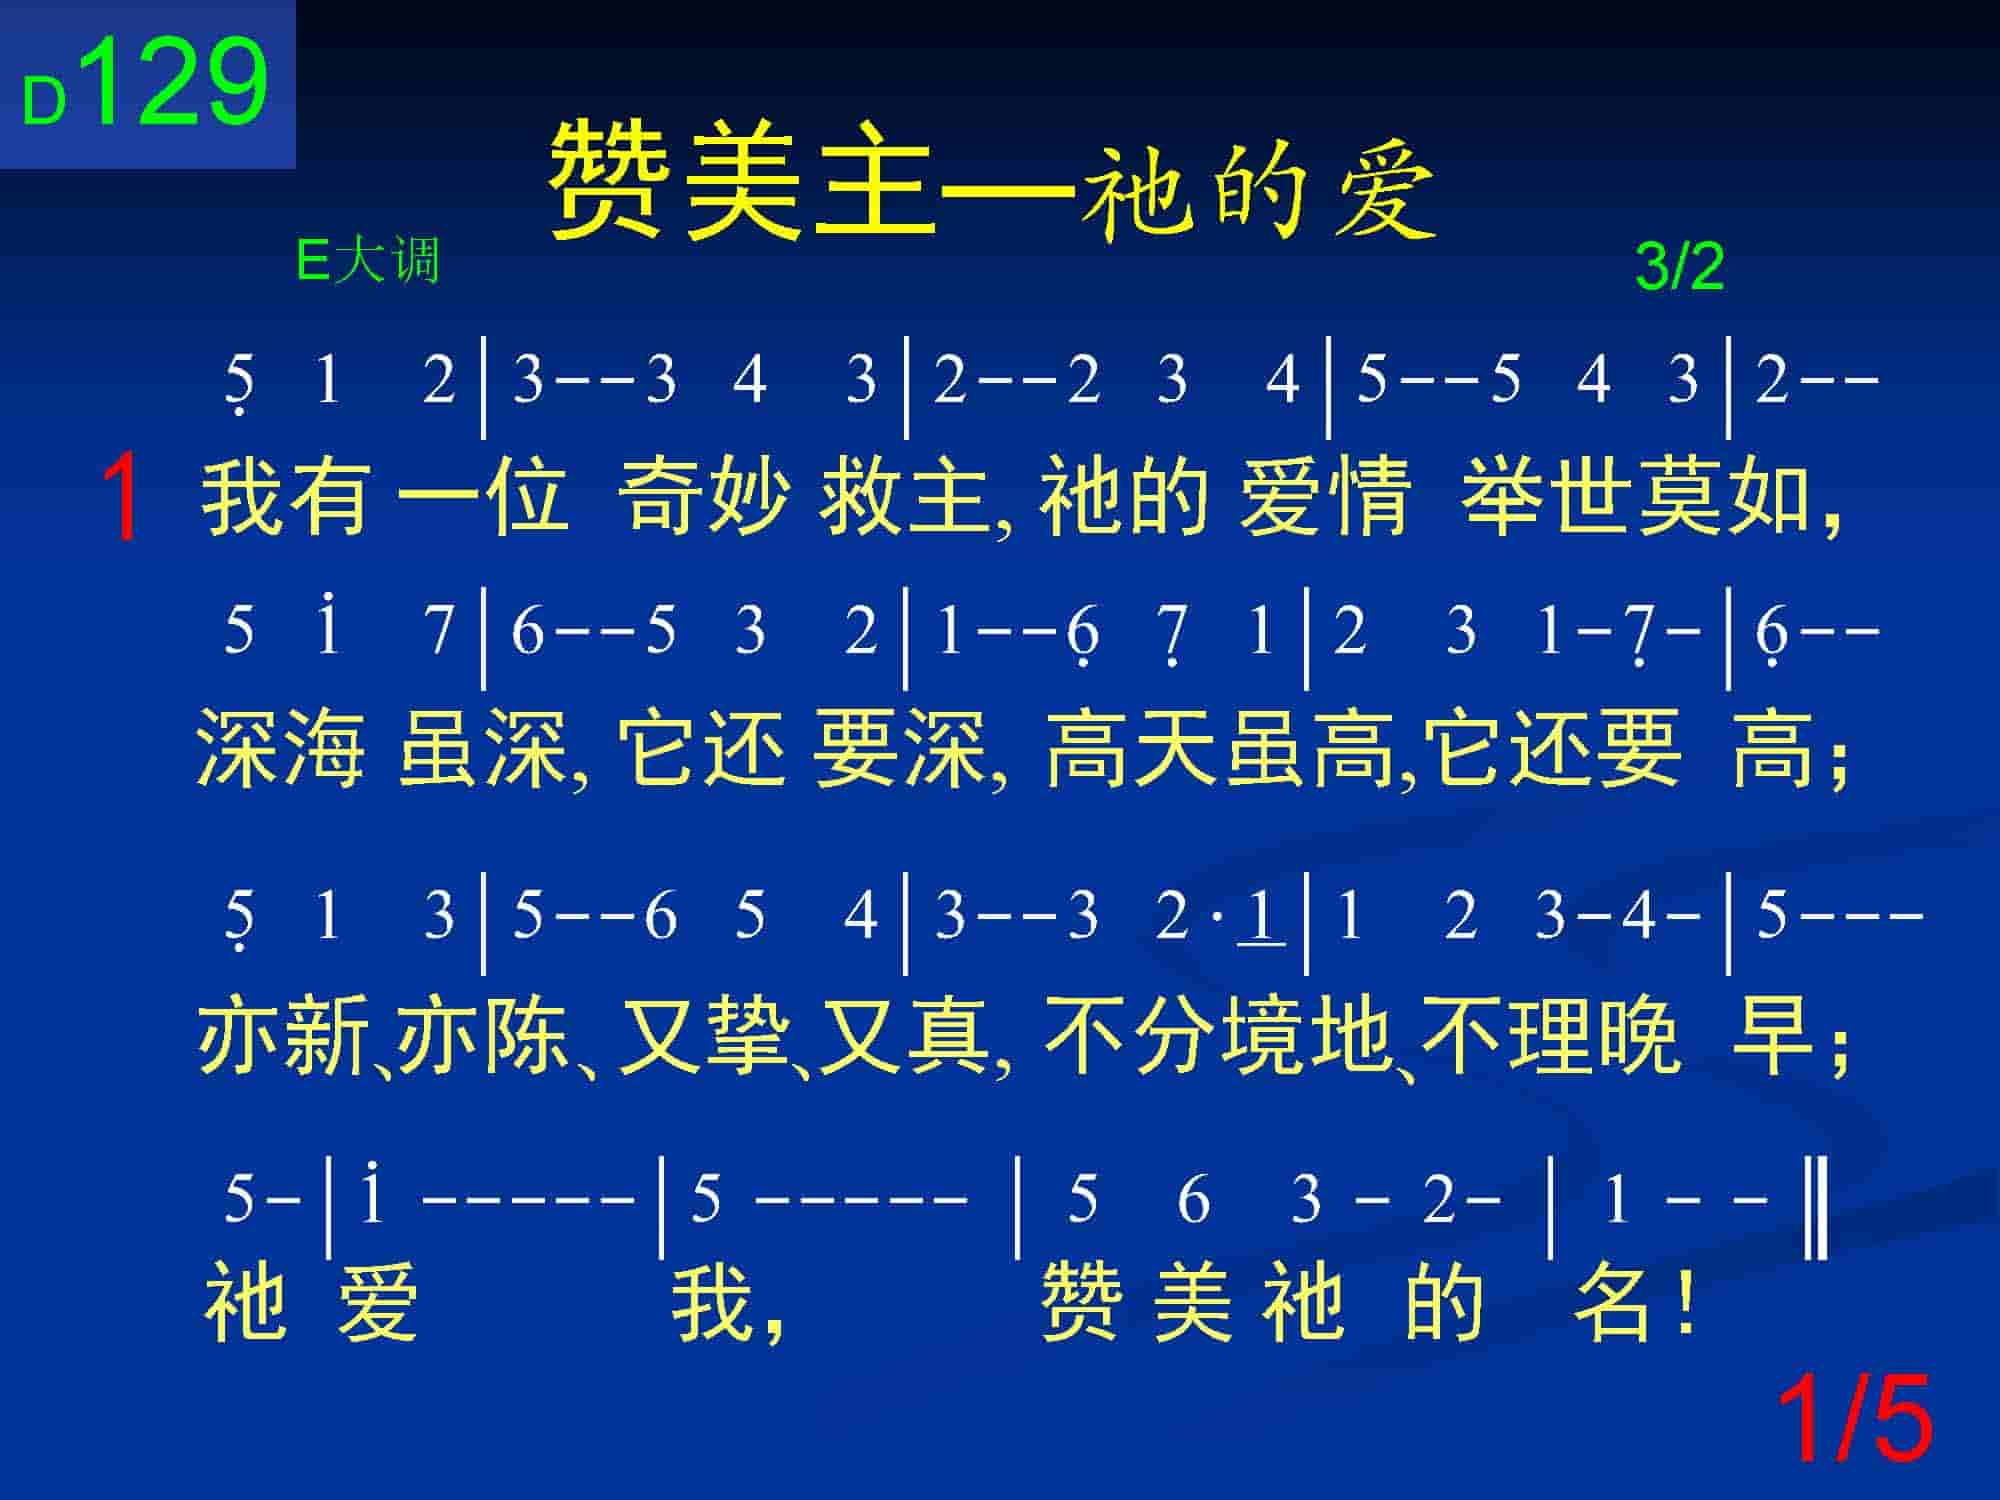 D129
赞美主—祂的爱
E大调 3/2
5̣ 1 2|3--3 4 3|2--2 3 4|5--5 4 3|2--
1 我有一位 奇妙救主, 祂的爱情 举世莫如,
5 1̇ 7|6--5 3 2|1--6̣ 7̣ 1|2 3 1-7̣-|6̣--
深海虽深, 它还要深, 高天虽高, 它还要 高;
5̣ 1 3|5--6 5 4|3--3 2·1̲|1 2 3-4-|5---
亦新、亦陈、又挚、又真, 不分境地、不理晚 早;
5-|1̇ -----|5 -----| 5 6 3 - 2-| 1 - - ‖
祂 爱 我, 赞 美 祂 的 名!
1/5